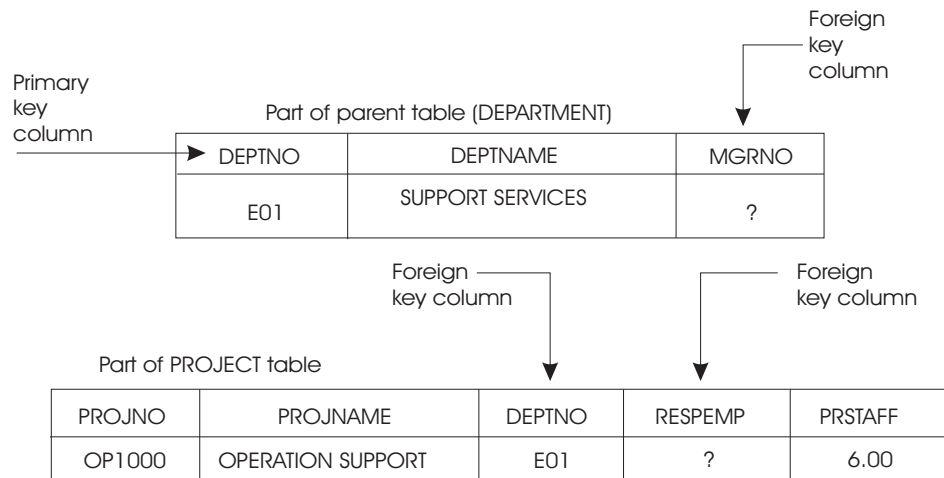 Foreign
key
column
Primary
key
column
Part of parent table (DEPARTMENT)
DEPTNO DEPTNAME MGRNO
E01 SUPPORT SERVICES ?
Foreign
key column
Foreign
key column
Part of PROJECT table
PROJNO PROJNAME DEPTNO RESPEMP PRSTAFF
OP1000 OPERATION SUPPORT E01 ? 6.00